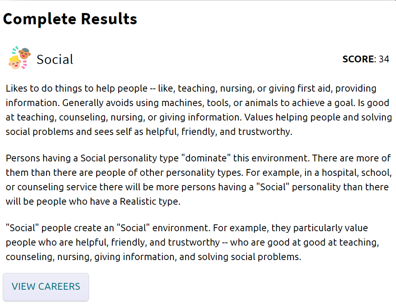 Complete Results
Social
SCORE: 34
Likes to do things to help people -- like, teaching, nursing, or giving first aid, providing
information. Generally avoids using machines, tools, or animals to achieve a goal. Is good
at teaching, counseling, nursing, or giving information. Values helping people and solving
social problems and sees self as helpful, friendly, and trustworthy.
Persons having a Social personality type "dominate" this environment. There are more of
them than there are people of other personality types. For example, in a hospital, school,
or counseling service there will be more persons having a "Social" personality than there
will be people who have a Realistic type.
"Social" people create an "Social" environment. For example, they particularly value
people who are helpful, friendly, and trustworthy -- who are good at good at teaching,
counseling, nursing, giving information, and solving social problems.
VIEW CAREERS